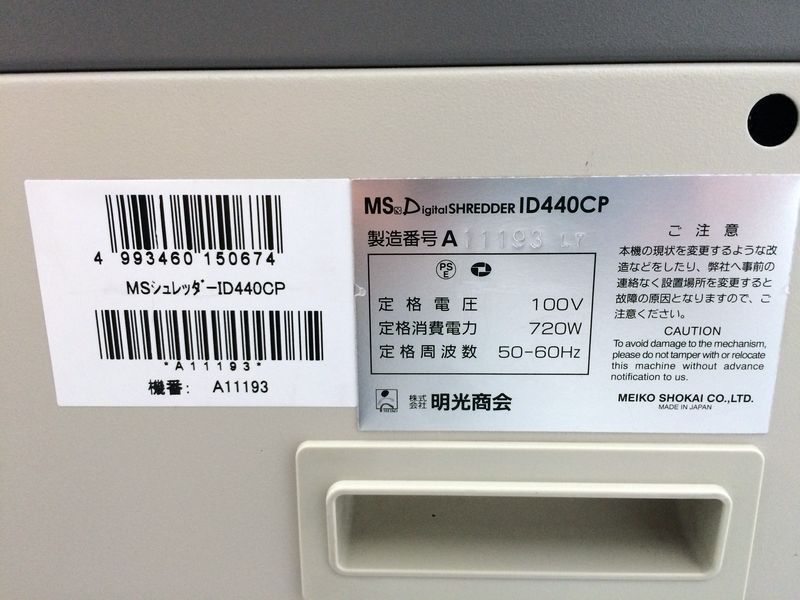 4 993460 150674
MSシュレッダーID440CP
*A11193*
機番: A11193
MS DigitalSHREDDER ID440CP
製造番号 A11193 LT
PS
E
定格電圧 100V
定格消費電力 720W
定格周波数 50-60Hz
株式
会社 明光商会
ご注意
本機の現状を変更するような改
造などをしたり、弊社へ事前の
連絡なく設置場所を変更すると
故障の原因となりますので、ご
注意ください。
CAUTION
To avoid damage to the mechanism,
please do not tamper with or relocate
this machine without advance
notification to us.
MEIKO SHOKAI CO.,LTD.
MADE IN JAPAN